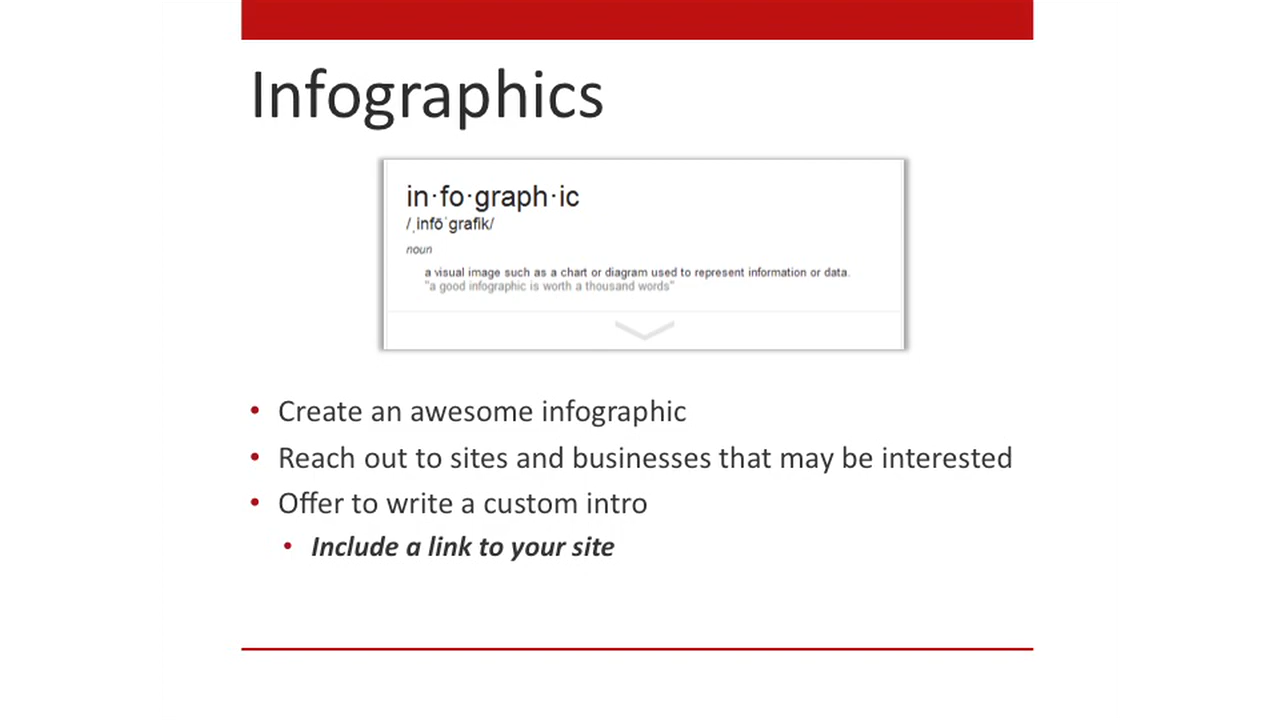 Infographics
in·fo·graph·ic
/ˌinfōˈgrafik/
noun
a visual image such as a chart or diagram used to represent information or data.
"a good infographic is worth a thousand words"
• Create an awesome infographic
• Reach out to sites and businesses that may be interested
• Offer to write a custom intro
• Include a link to your site